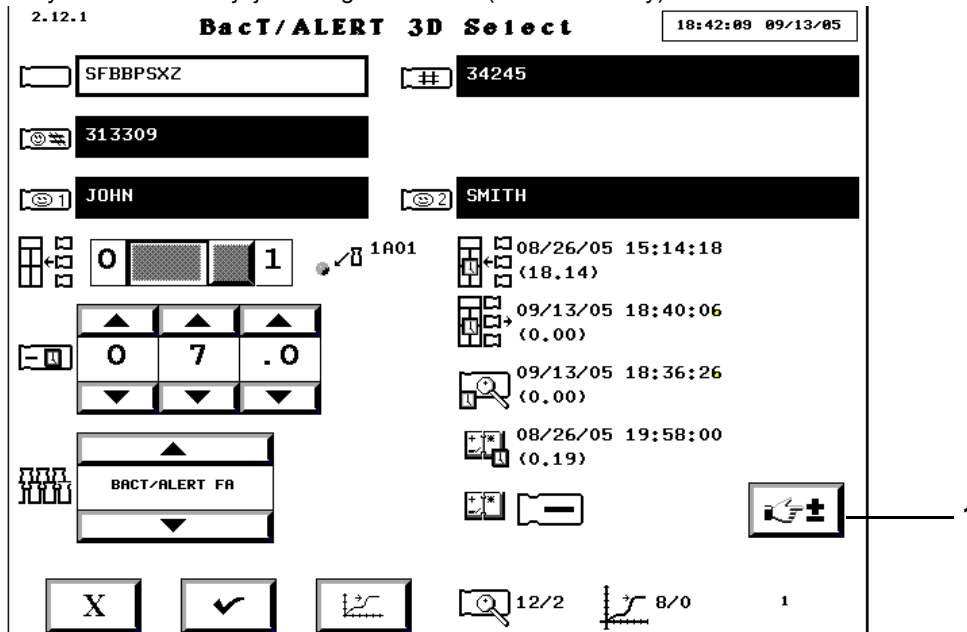 2.12.1
BacT/ALERT 3D Select
18:42:09 09/13/05
SFBBPSXZ
# 34245
# 313309
1 JOHN
2 SMITH
0 1
1A01
08/26/05 15:14:18
(18.14)
09/13/05 18:40:06
(0.00)
0 7 .0
09/13/05 18:36:26
(0.00)
08/26/05 19:58:00
(0.19)
BACT/ALERT FA
X
12/2
8/0
1